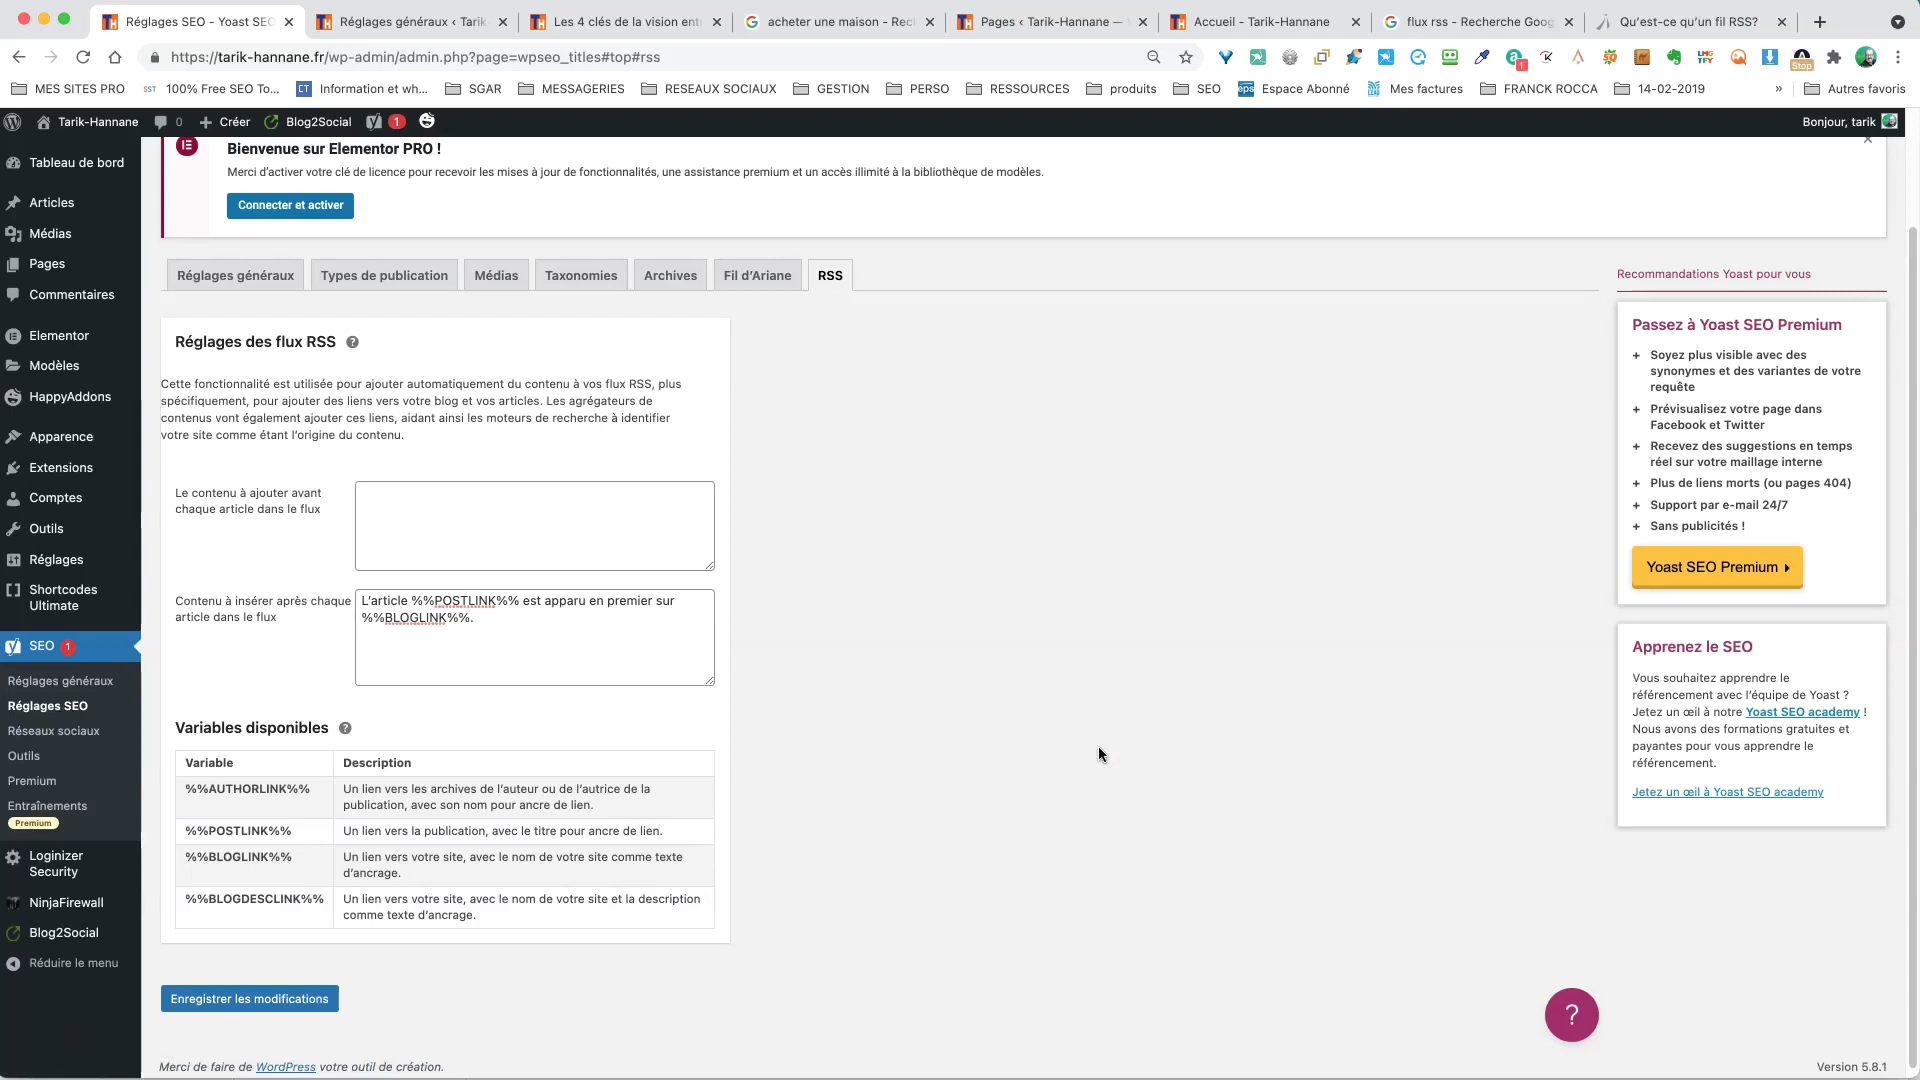 Réglages SEO - Yoast SEO
Réglages généraux ‹ Tarik
Les 4 clés de la vision ent
acheter une maison - Rec
Pages ‹ Tarik-Hannane —
Accueil - Tarik-Hannane
flux rss - Recherche Goog
Qu'est-ce qu'un fil RSS?
https://tarik-hannane.fr/wp-admin/admin.php?page=wpseo_titles#top#rss
1
LMG TFY
Stop
MES SITES PRO
SST 100% Free SEO To...
CT Information et wh...
SGAR
MESSAGERIES
RESEAUX SOCIAUX
GESTION
PERSO
RESSOURCES
produits
SEO
eps Espace Abonné
Mes factures
FRANCK ROCCA
14-02-2019
»
Autres favoris
Tarik-Hannane
0
Créer
Blog2Social
1
Bonjour, tarik
Tableau de bord
Articles
Médias
Pages
Commentaires
Elementor
Modèles
HappyAddons
Apparence
Extensions
Comptes
Outils
Réglages
Shortcodes
Ultimate
SEO 1
Réglages généraux
Réglages SEO
Réseaux sociaux
Outils
Premium
Entraînements
Premium
Loginizer
Security
NinjaFirewall
Blog2Social
Réduire le menu
Bienvenue sur Elementor PRO !
Merci d'activer votre clé de licence pour recevoir les mises à jour de fonctionnalités, une assistance premium et un accès illimité à la bibliothèque de modèles.
Connecter et activer
Réglages généraux
Types de publication
Médias
Taxonomies
Archives
Fil d'Ariane
RSS
Réglages des flux RSS ?
Cette fonctionnalité est utilisée pour ajouter automatiquement du contenu à vos flux RSS, plus
spécifiquement, pour ajouter des liens vers votre blog et vos articles. Les agrégateurs de
contenus vont également ajouter ces liens, aidant ainsi les moteurs de recherche à identifier
votre site comme étant l'origine du contenu.
Le contenu à ajouter avant
chaque article dans le flux
Contenu à insérer après chaque
article dans le flux
L'article %%POSTLINK%% est apparu en premier sur
%%BLOGLINK%%.
Variables disponibles ?
Variable
Description
%%AUTHORLINK%%
Un lien vers les archives de l'auteur ou de l'autrice de la
publication, avec son nom pour ancre de lien.
%%POSTLINK%%
Un lien vers la publication, avec le titre pour ancre de lien.
%%BLOGLINK%%
Un lien vers votre site, avec le nom de votre site comme texte
d'ancrage.
%%BLOGDESCLINK%%
Un lien vers votre site, avec le nom de votre site et la description
comme texte d'ancrage.
Enregistrer les modifications
Merci de faire de WordPress votre outil de création.
Version 5.8.1
Recommandations Yoast pour vous
Passez à Yoast SEO Premium
+ Soyez plus visible avec des
synonymes et des variantes de votre
requête
+ Prévisualisez votre page dans
Facebook et Twitter
+ Recevez des suggestions en temps
réel sur votre maillage interne
+ Plus de liens morts (ou pages 404)
+ Support par e-mail 24/7
+ Sans publicités !
Yoast SEO Premium
Apprenez le SEO
Vous souhaitez apprendre le
référencement avec l'équipe de Yoast ?
Jetez un œil à notre Yoast SEO academy !
Nous avons des formations gratuites et
payantes pour vous apprendre le
référencement.
Jetez un œil à Yoast SEO academy
?